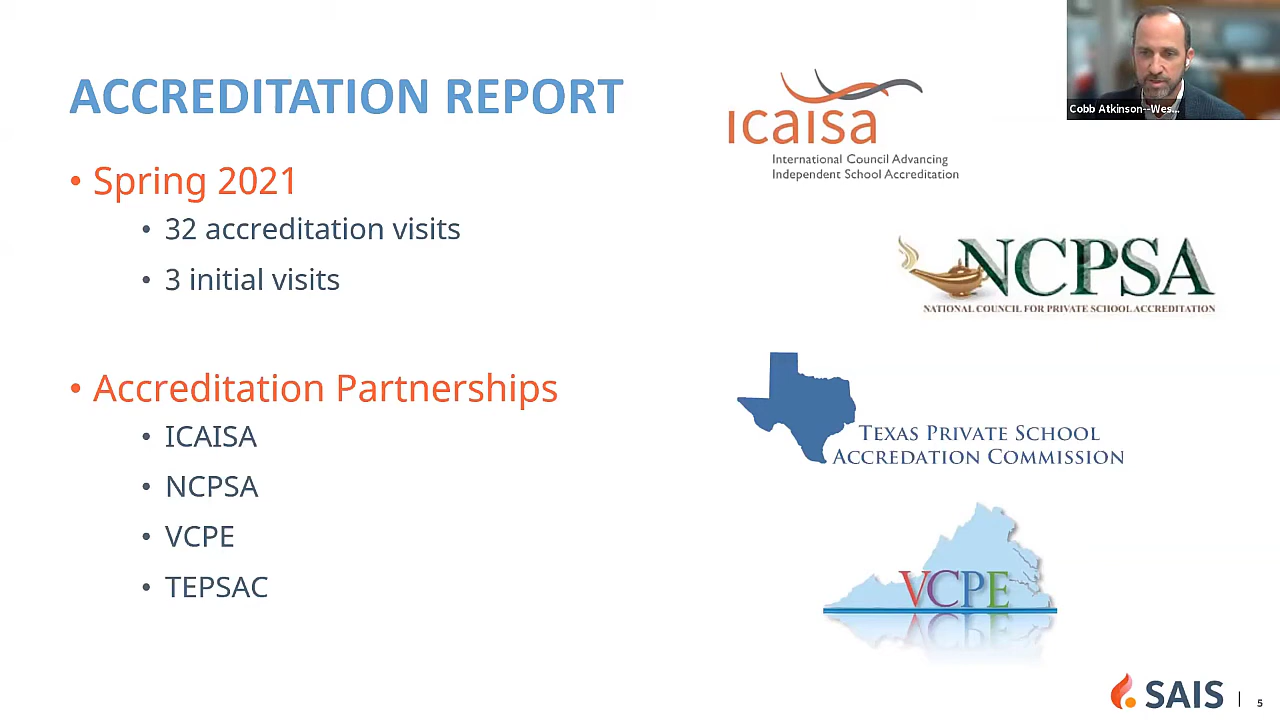 ACCREDITATION REPORT
• Spring 2021
• 32 accreditation visits
• 3 initial visits
• Accreditation Partnerships
• ICAISA
• NCPSA
• VCPE
• TEPSAC
icaisa
International Council Advancing
Independent School Accreditation
Cobb Atkinson--Wes...
NCPSA
NATIONAL COUNCIL FOR PRIVATE SCHOOL ACCREDITATION
TEXAS PRIVATE SCHOOL
ACCREDATION COMMISSION
VCPE
SAIS | 5